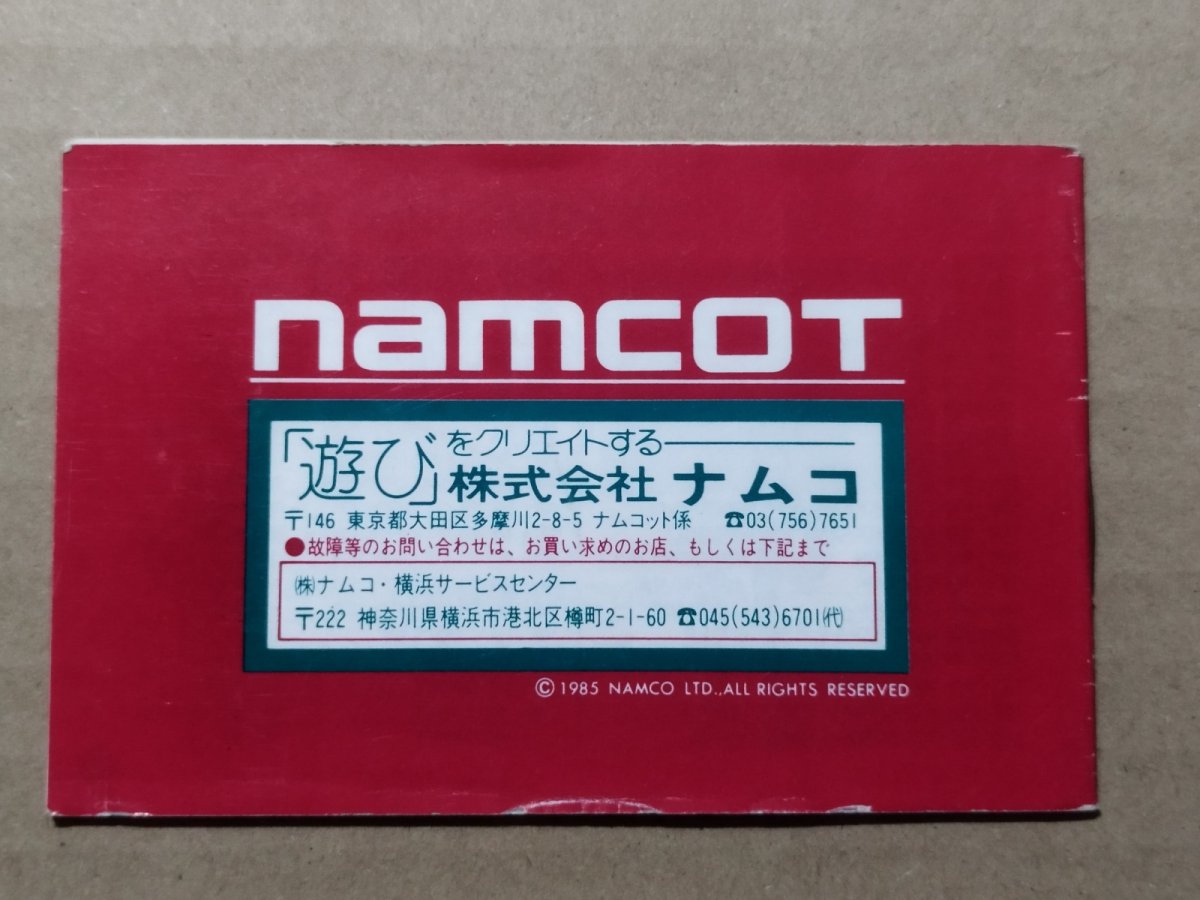 namcot
「遊び」をクリエイトする
株式会社 ナムコ
〒146 東京都大田区多摩川2-8-5 ナムコット係 ☎03(756)7651
●故障等のお問い合わせは、お買い求めのお店、もしくは下記まで
㈱ナムコ・横浜サービスセンター
〒222 神奈川県横浜市港北区樽町2-1-60 ☎045(543)6701㈹
© 1985 NAMCO LTD.,ALL RIGHTS RESERVED